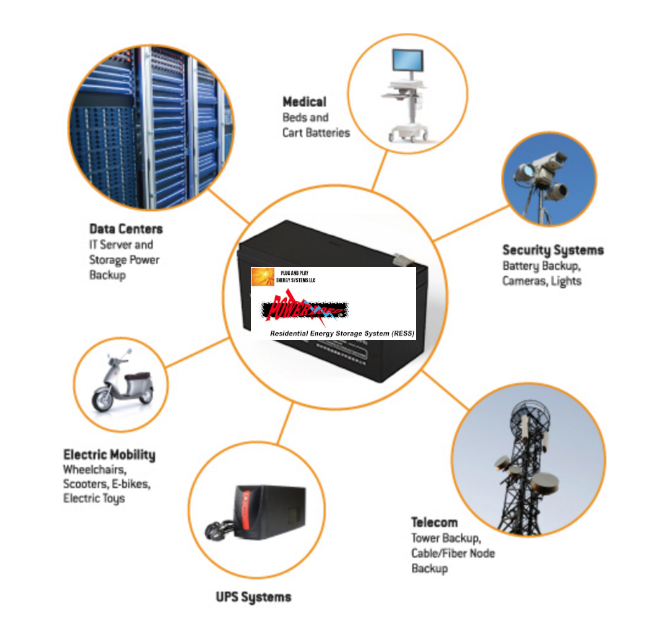 Medical
Beds and
Cart Batteries
Data Centers
IT Server and
Storage Power
Backup
Security Systems
Battery Backup,
Cameras, Lights
PLUG AND PLAY
ENERGY SYSTEMS LLC
POWER
Residential Energy Storage System (RESS)
Electric Mobility
Wheelchairs,
Scooters, E-bikes,
Electric Toys
Telecom
Tower Backup,
Cable/Fiber Node
Backup
UPS Systems